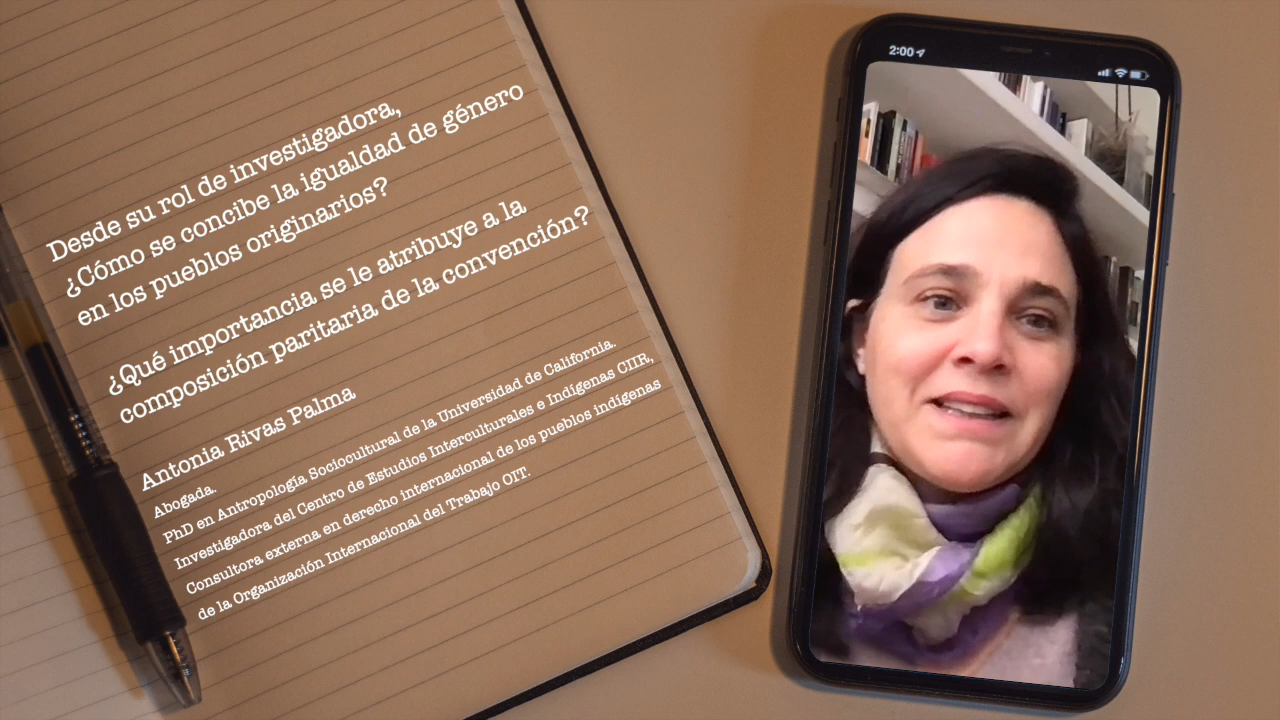 Desde su rol de investigadora,
¿Cómo se concibe la igualdad de género
en los pueblos originarios?
¿Qué importancia se le atribuye a la
composición paritaria de la convención?
Antonia Rivas Palma
Abogada.
PhD en Antropología Sociocultural de la Universidad de California.
Investigadora del Centro de Estudios Interculturales e Indígenas CIIR,
Consultora externa en derecho internacional de los pueblos indígenas
de la Organización Internacional del Trabajo OIT.
2:00